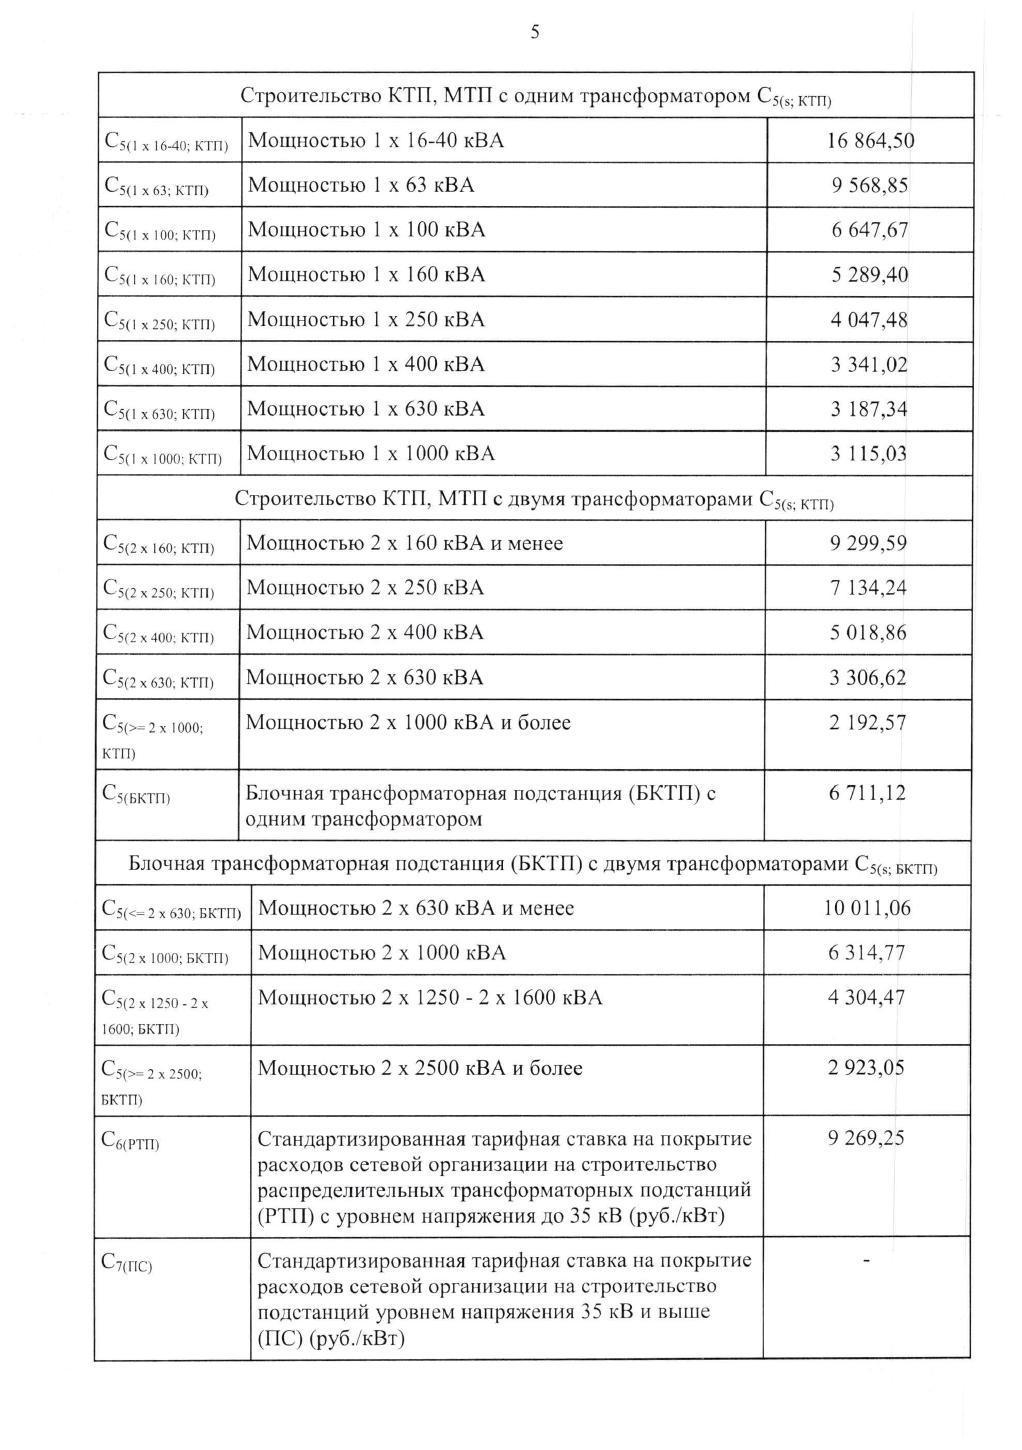 5
Строительство КТП, МТП с одним трансформатором С5(s; КТП)
С5(1 х 16-40; КТП) Мощностью 1 х 16-40 кВА 16 864,50
С5(1 х 63; КТП) Мощностью 1 х 63 кВА 9 568,85
С5(1 х 100; КТП) Мощностью 1 х 100 кВА 6 647,67
С5(1 х 160; КТП) Мощностью 1 х 160 кВА 5 289,40
С5(1 х 250; КТП) Мощностью 1 х 250 кВА 4 047,48
С5(1 х 400; КТП) Мощностью 1 х 400 кВА 3 341,02
С5(1 х 630; КТП) Мощностью 1 х 630 кВА 3 187,34
С5(1 х 1000; КТП) Мощностью 1 х 1000 кВА 3 115,03
Строительство КТП, МТП с двумя трансформаторами С5(s; КТП)
С5(2 х 160; КТП) Мощностью 2 х 160 кВА и менее 9 299,59
С5(2 х 250; КТП) Мощностью 2 х 250 кВА 7 134,24
С5(2 х 400; КТП) Мощностью 2 х 400 кВА 5 018,86
С5(2 х 630; КТП) Мощностью 2 х 630 кВА 3 306,62
С5(>= 2 х 1000; Мощностью 2 х 1000 кВА и более 2 192,57
КТП)
С5(БКТП) Блочная трансформаторная подстанция (БКТП) с 6 711,12
одним трансформатором
Блочная трансформаторная подстанция (БКТП) с двумя трансформаторами С5(s; БКТП)
С5(<= 2 х 630; БКТП) Мощностью 2 х 630 кВА и менее 10 011,06
С5(2 х 1000; БКТП) Мощностью 2 х 1000 кВА 6 314,77
С5(2 х 1250 - 2 х Мощностью 2 х 1250 - 2 х 1600 кВА 4 304,47
1600; БКТП)
С5(>= 2 х 2500; Мощностью 2 х 2500 кВА и более 2 923,05
БКТП)
С6(РТП) Стандартизированная тарифная ставка на покрытие 9 269,25
расходов сетевой организации на строительство
распределительных трансформаторных подстанций
(РТП) с уровнем напряжения до 35 кВ (руб./кВт)
С7(ПС) Стандартизированная тарифная ставка на покрытие -
расходов сетевой организации на строительство
подстанций уровнем напряжения 35 кВ и выше
(ПС) (руб./кВт)